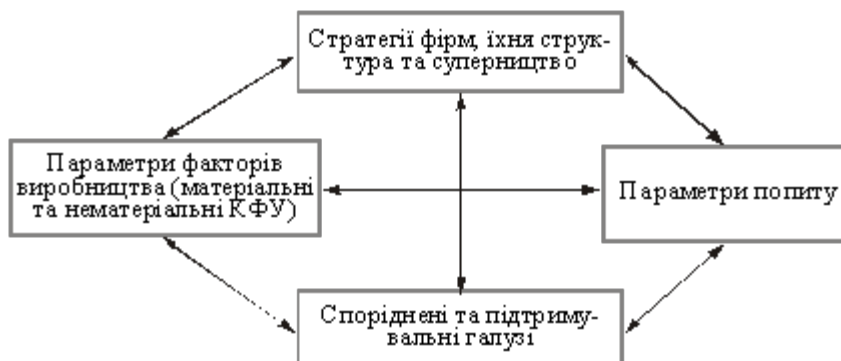 Стратегії фірм, їхня струк-
тура та суперництво
Параметри факторів
виробництва (матеріальні
та нематеріальні КФУ)
Параметри попиту
Споріднені та підтриму-
вальні галузі